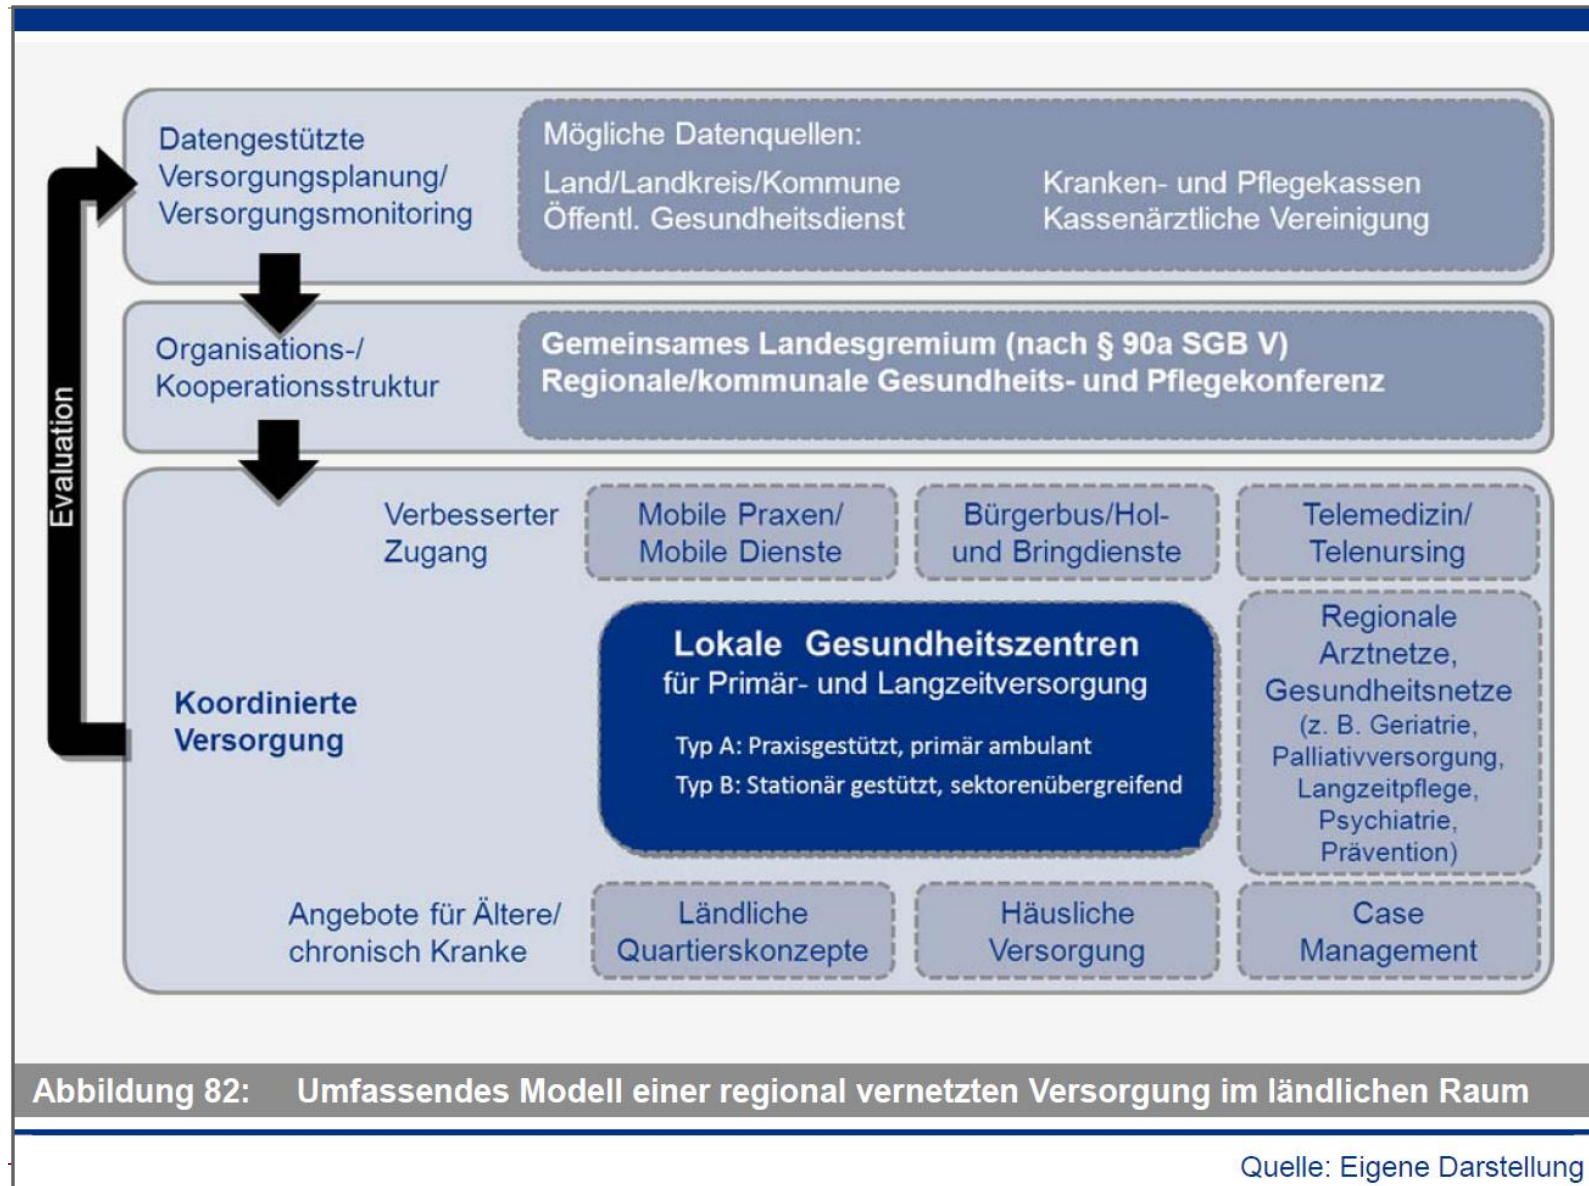 Datengestützte
Versorgungsplanung/
Versorgungsmonitoring
Mögliche Datenquellen:
Land/Landkreis/Kommune
Öffentl. Gesundheitsdienst
Kranken- und Pflegekassen
Kassenärztliche Vereinigung
Organisations-/
Kooperationsstruktur
Gemeinsames Landesgremium (nach § 90a SGB V)
Regionale/kommunale Gesundheits- und Pflegekonferenz
Evaluation
Verbesserter
Zugang
Mobile Praxen/
Mobile Dienste
Bürgerbus/Hol-
und Bringdienste
Telemedizin/
Telenursing
Koordinierte
Versorgung
Lokale Gesundheitszentren
für Primär- und Langzeitversorgung
Typ A: Praxisgestützt, primär ambulant
Typ B: Stationär gestützt, sektorenübergreifend
Regionale
Arztnetze,
Gesundheitsnetze
(z. B. Geriatrie,
Palliativversorgung,
Langzeitpflege,
Psychiatrie,
Prävention)
Angebote für Ältere/
chronisch Kranke
Ländliche
Quartierskonzepte
Häusliche
Versorgung
Case
Management
Abbildung 82: Umfassendes Modell einer regional vernetzten Versorgung im ländlichen Raum
Quelle: Eigene Darstellung